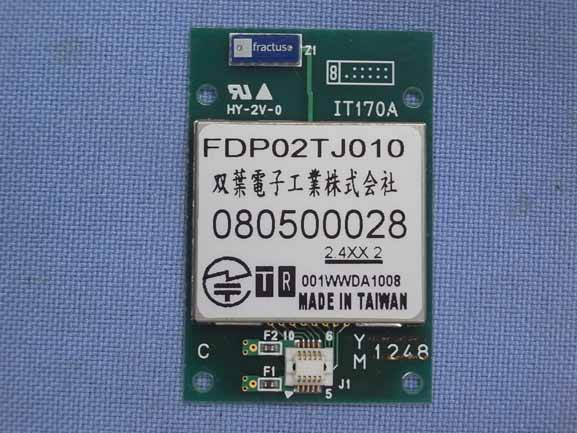 fractus
Z1
8
HY-2V-0
IT170A
FDP02TJ010
双葉電子工業株式会社
080500028
2.4XX 2
T R
001WWDA1008
MADE IN TAIWAN
F2 10 6
Y
C
M
1248
F1
J1
5